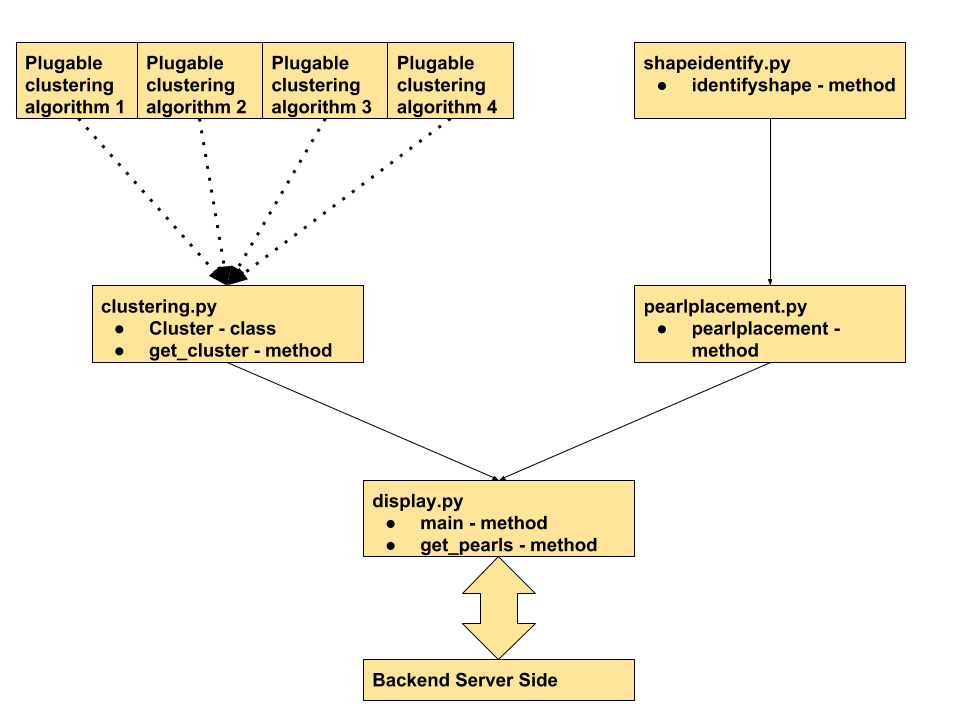 Plugable
clustering
algorithm 1
Plugable
clustering
algorithm 2
Plugable
clustering
algorithm 3
Plugable
clustering
algorithm 4
shapeidentify.py
● identifyshape - method
clustering.py
● Cluster - class
● get_cluster - method
pearlplacement.py
● pearlplacement -
method
display.py
● main - method
● get_pearls - method
Backend Server Side